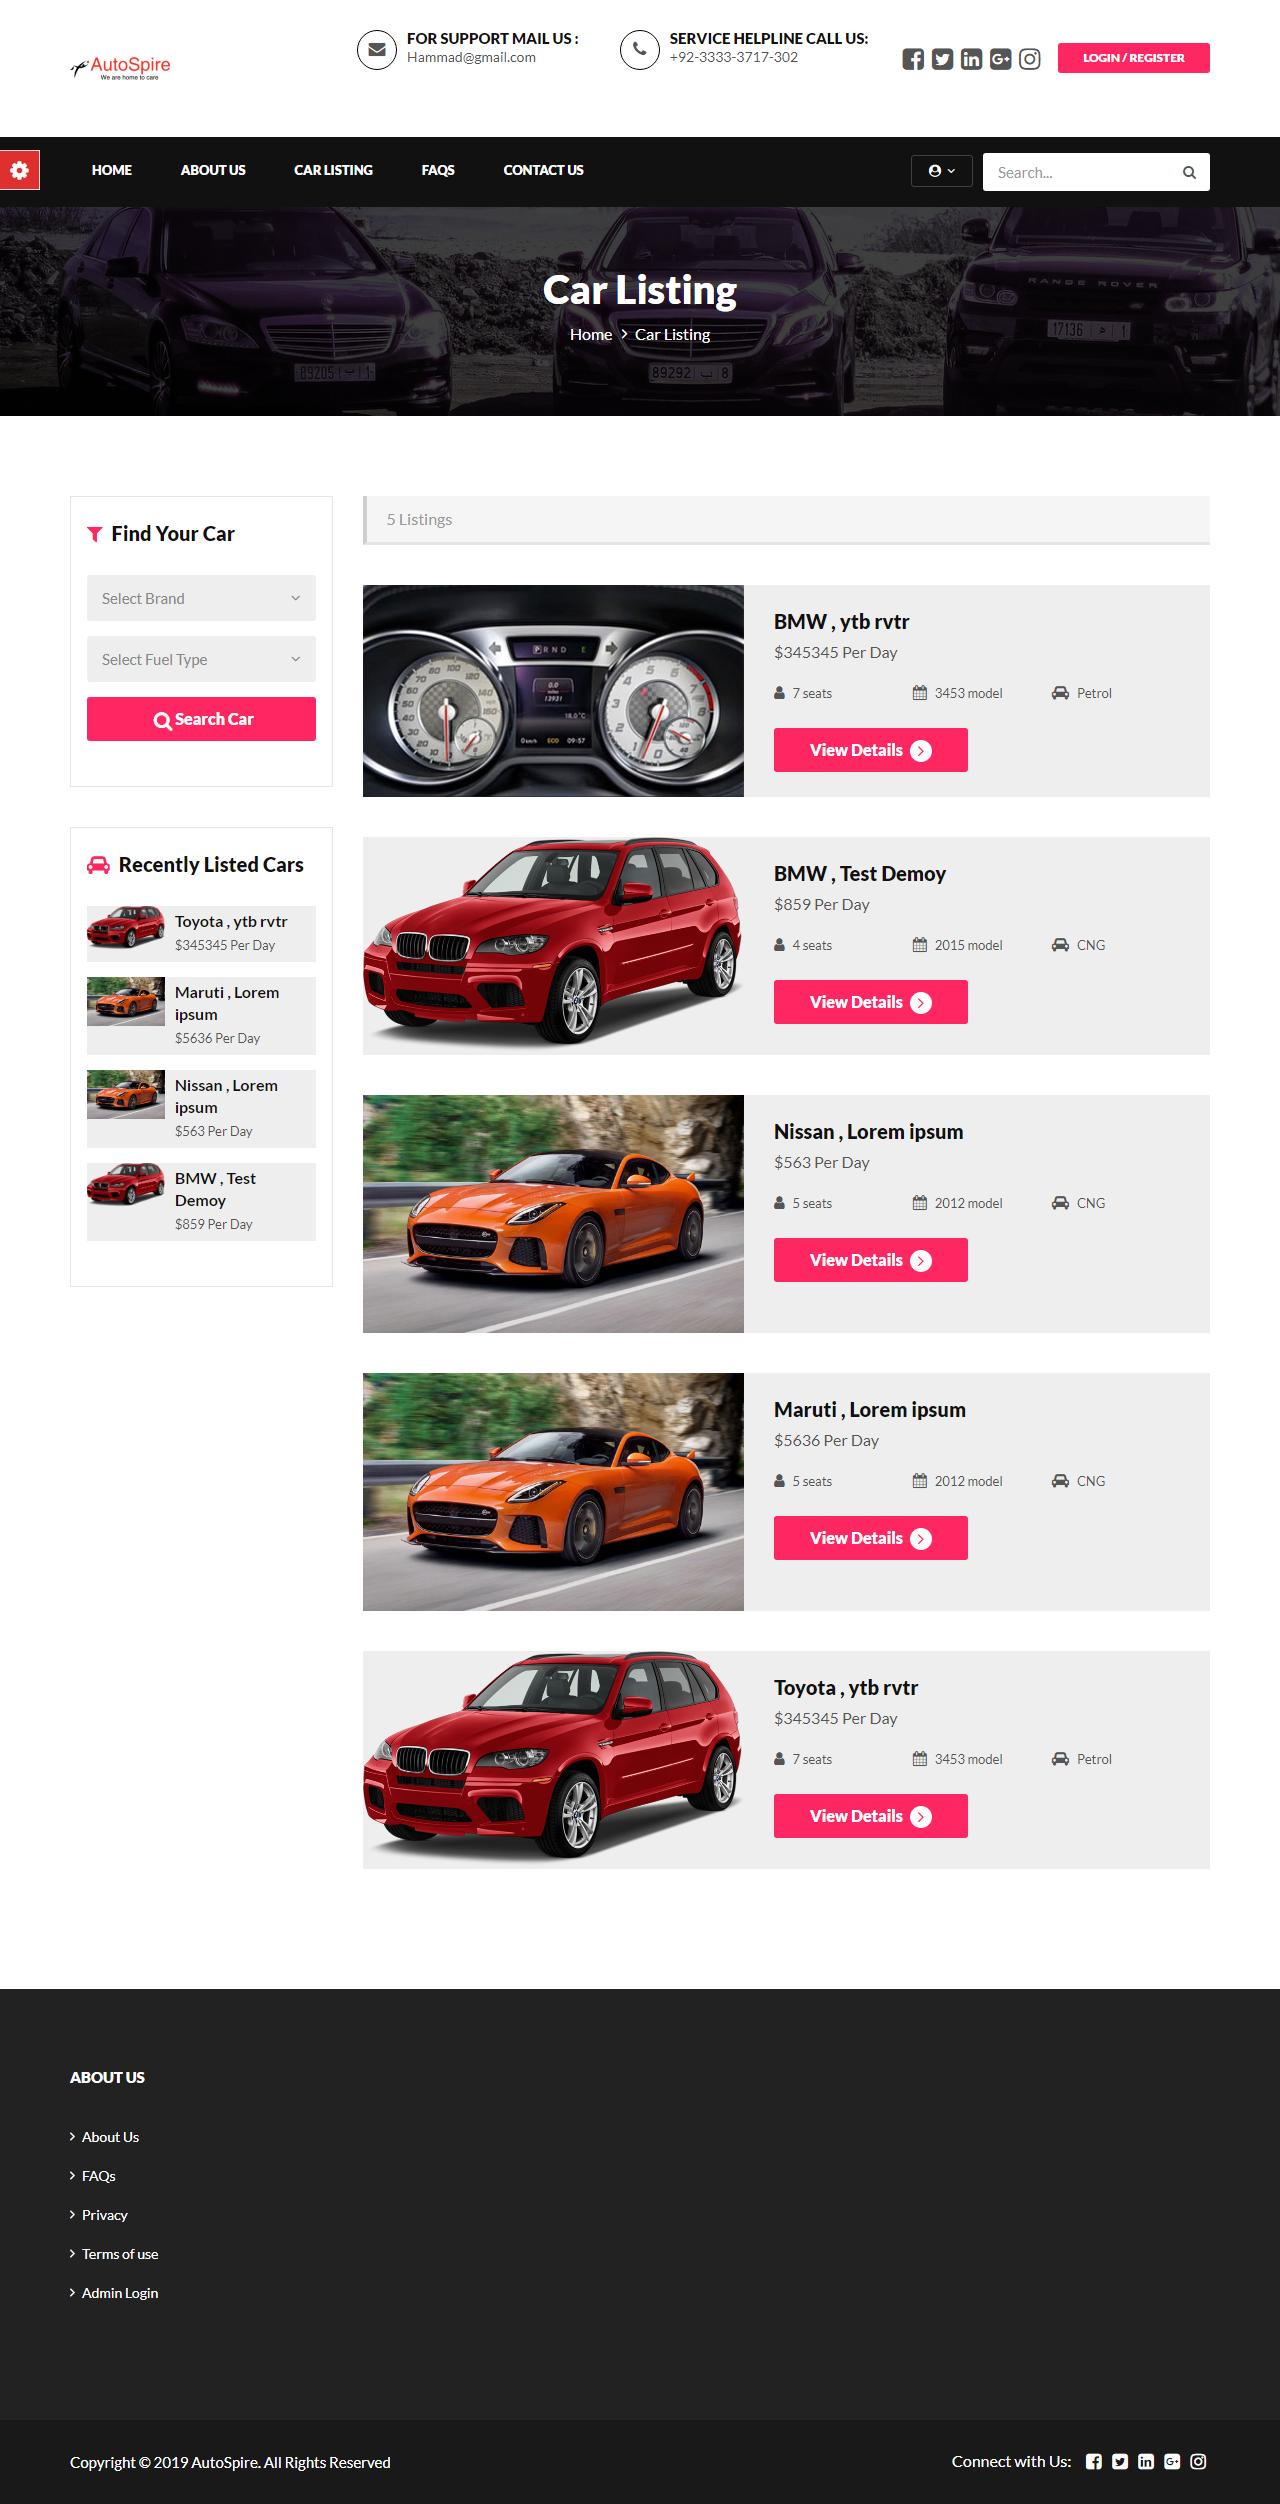 AutoSpire
We are home to care
FOR SUPPORT MAIL US :
Hammad@gmail.com
SERVICE HELPLINE CALL US:
+92-3333-3717-302
LOGIN / REGISTER
HOME
ABOUT US
CAR LISTING
FAQS
CONTACT US
Search...
RANGE ROVER
Car Listing
Home
Car Listing
Find Your Car
Select Brand
Select Fuel Type
Search Car
Recently Listed Cars
Toyota , ytb rvtr
$345345 Per Day
Maruti , Lorem
ipsum
$5636 Per Day
Nissan , Lorem
ipsum
$563 Per Day
BMW , Test
Demoy
$859 Per Day
5 Listings
BMW , ytb rvtr
$345345 Per Day
7 seats
3453 model
Petrol
View Details
BMW , Test Demoy
$859 Per Day
4 seats
2015 model
CNG
View Details
Nissan , Lorem ipsum
$563 Per Day
5 seats
2012 model
CNG
View Details
Maruti , Lorem ipsum
$5636 Per Day
5 seats
2012 model
CNG
View Details
Toyota , ytb rvtr
$345345 Per Day
7 seats
3453 model
Petrol
View Details
ABOUT US
About Us
FAQs
Privacy
Terms of use
Admin Login
Copyright © 2019 AutoSpire. All Rights Reserved
Connect with Us: